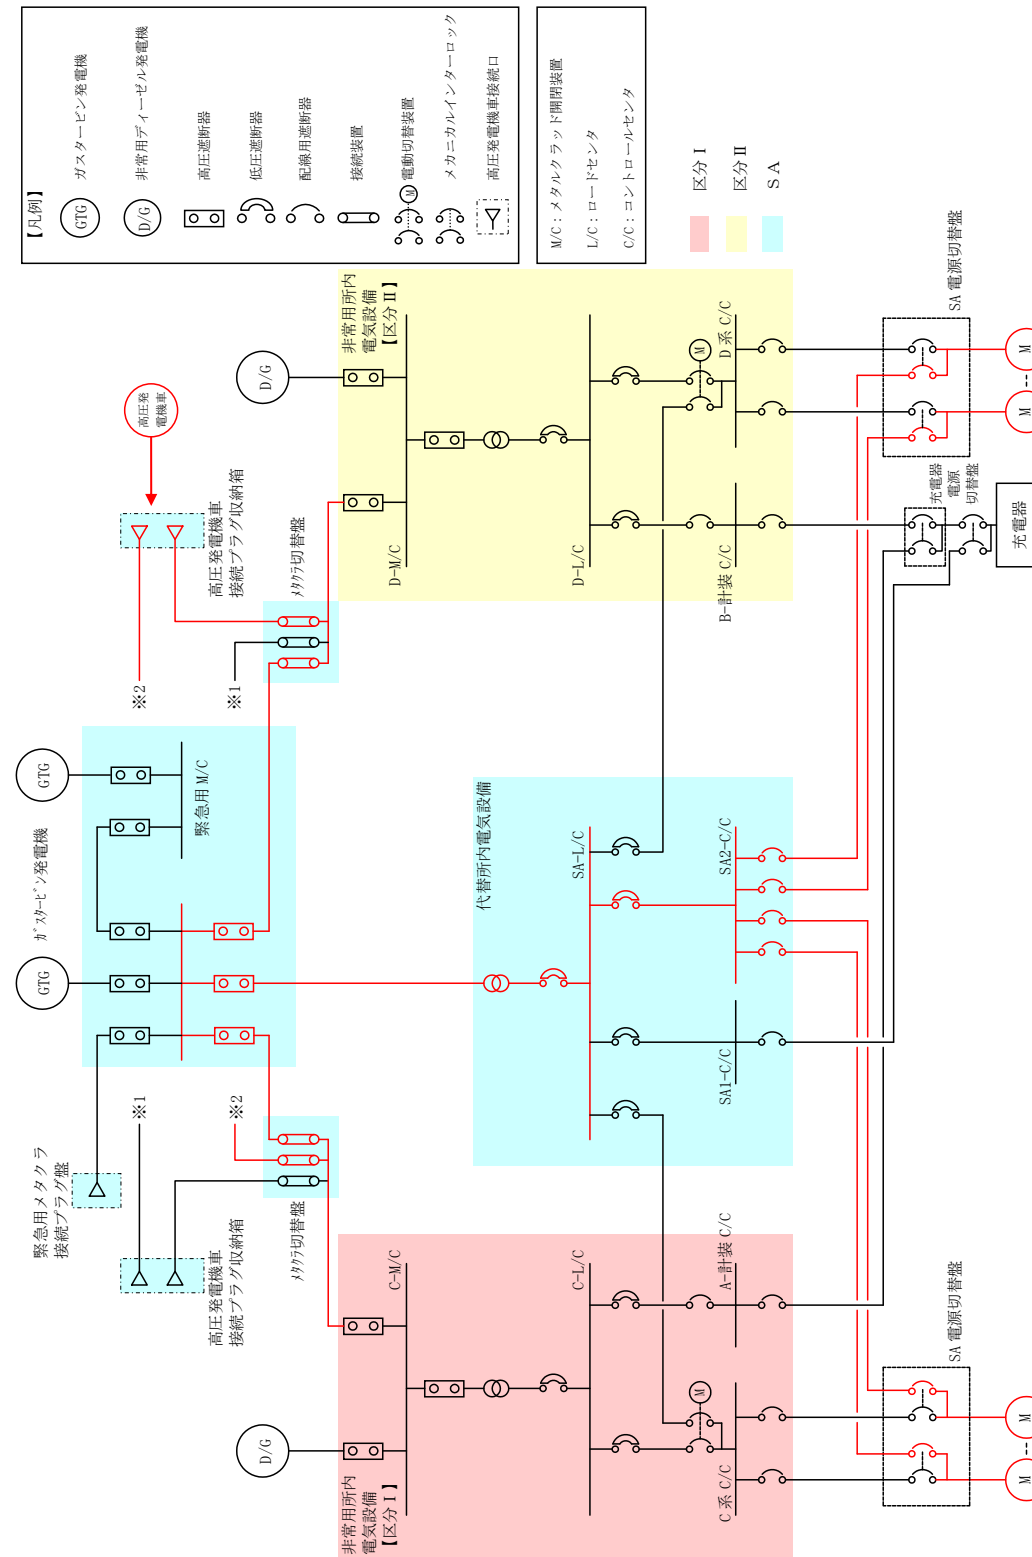 【凡例】
GTG
ガスタービン発電機
D/G
非常用ディーゼル発電機
高圧遮断器
低圧遮断器
配線用遮断器
接続装置
M
電動切替装置
メカニカルインターロック
高圧発電機車接続口
M/C：メタルクラッド開閉装置
L/C：ロードセンタ
C/C：コントロールセンタ
区分Ⅰ
区分Ⅱ
ＳＡ
緊急用メタクラ
接続プラグ盤
GTG
ｶﾞｽﾀｰﾋﾞﾝ発電機
GTG
緊急用M/C
高圧発
電機車
高圧発電機車
接続プラグ収納箱
※1
※2
ﾒﾀｸﾗ切替盤
高圧発電機車
接続プラグ収納箱
※2
※1
ﾒﾀｸﾗ切替盤
D/G
非常用所内
電気設備
【区分Ⅰ】
C-M/C
C-L/C
M
C系C/C
A-計装C/C
代替所内電気設備
SA-L/C
SA1-C/C
SA2-C/C
D/G
非常用所内
電気設備
【区分Ⅱ】
D-M/C
D-L/C
M
B-計装C/C
D系C/C
SA電源切替盤
M
M
充電器
電源
切替盤
充電器
SA電源切替盤
M
M